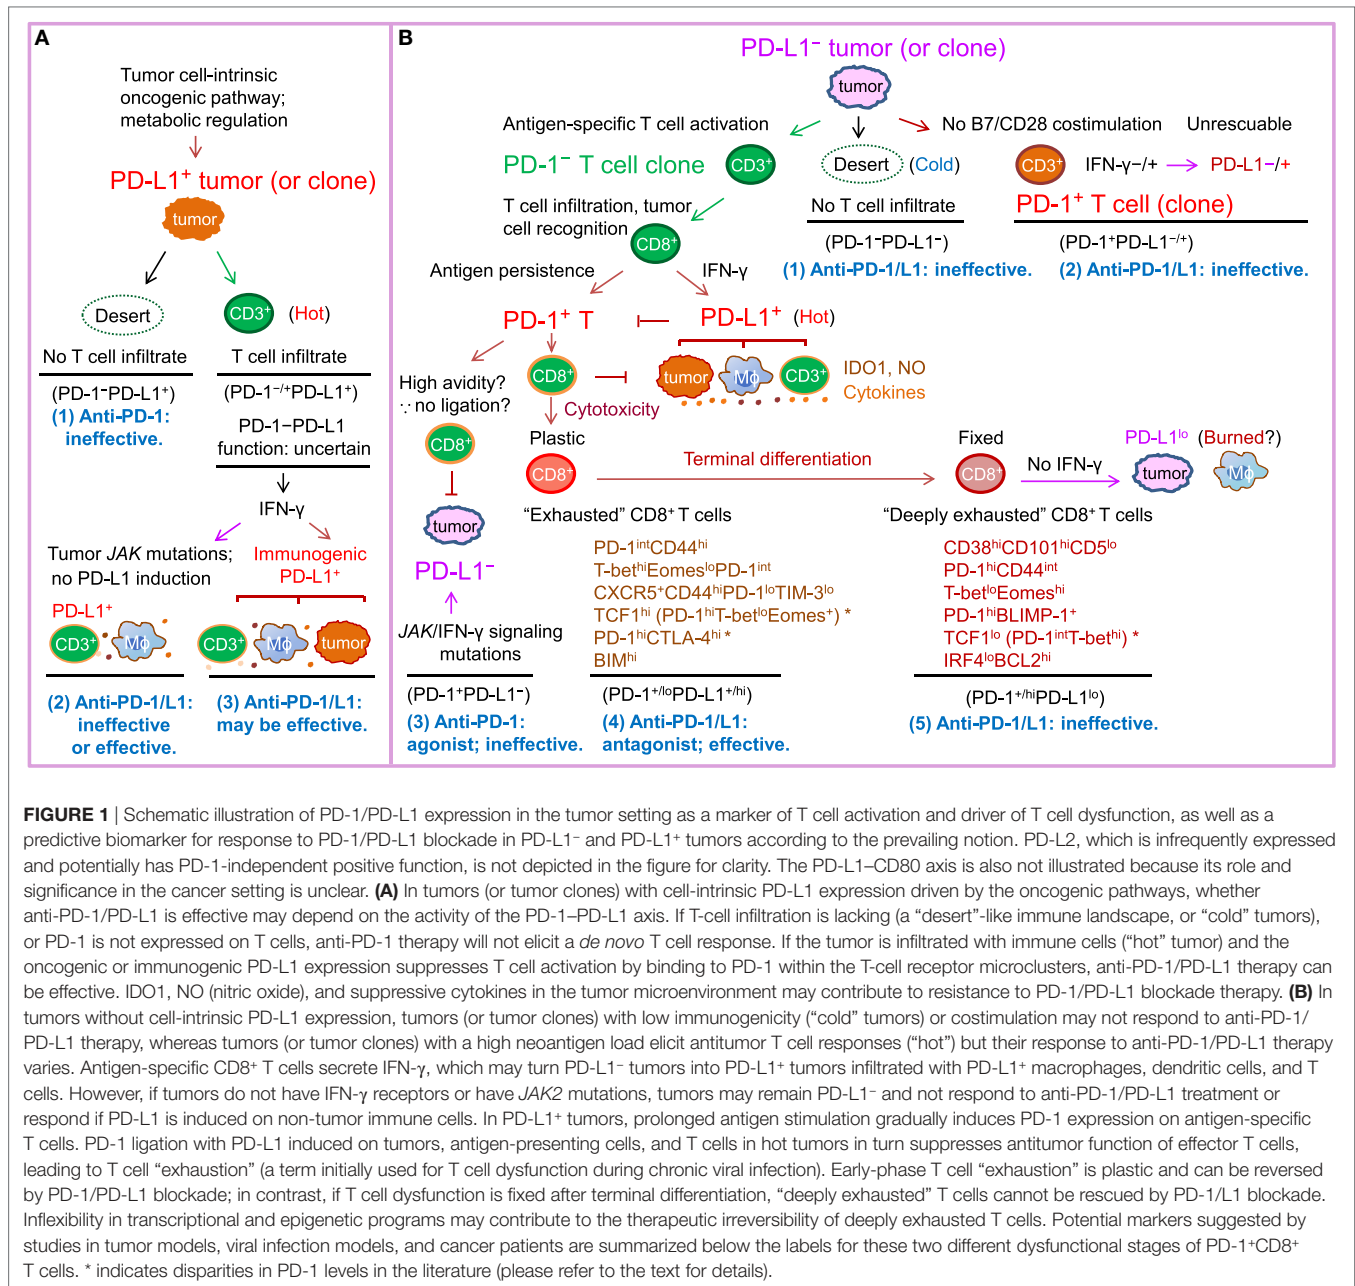 A
Tumor cell-intrinsic
oncogenic pathway;
metabolic regulation
PD-L1⁺ tumor (or clone)
tumor
Desert
CD3⁺
(Hot)
No T cell infiltrate
T cell infiltrate
(PD-1⁻PD-L1⁺)
(PD-1⁻/⁺PD-L1⁺)
(1) Anti-PD-1:
ineffective.
PD-1–PD-L1
function: uncertain
IFN-γ
Tumor JAK mutations;
no PD-L1 induction
Immunogenic
PD-L1⁺
PD-L1⁺
CD3⁺
Mϕ
CD3⁺
Mϕ
tumor
(2) Anti-PD-1/L1:
ineffective
or effective.
(3) Anti-PD-1/L1:
may be effective.
B
PD-L1⁻ tumor (or clone)
tumor
Antigen-specific T cell activation
No B7/CD28 costimulation
Unrescuable
PD-1⁻ T cell clone
CD3⁺
Desert
(Cold)
CD3⁺
IFN-γ−/+
PD-L1−/+
T cell infiltration, tumor
cell recognition
No T cell infiltrate
PD-1⁺ T cell (clone)
CD8⁺
(PD-1⁻PD-L1⁻)
(PD-1⁺PD-L1⁻/⁺)
(1) Anti-PD-1/L1: ineffective.
(2) Anti-PD-1/L1: ineffective.
Antigen persistence
IFN-γ
PD-1⁺ T
PD-L1⁺
(Hot)
High avidity?
∵ no ligation?
CD8⁺
tumor
Mϕ
CD3⁺
IDO1, NO
Cytokines
Cytotoxicity
CD8⁺
Plastic
Fixed
PD-L1ˡᵒ
(Burned?)
CD8⁺
Terminal differentiation
CD8⁺
No IFN-γ
tumor
Mϕ
tumor
“Exhausted” CD8⁺ T cells
“Deeply exhausted” CD8⁺ T cells
PD-L1⁻
JAK/IFN-γ signaling
mutations
PD-1ⁱⁿᵗCD44ʰⁱ
T-betʰⁱEomesˡᵒPD-1ⁱⁿᵗ
CXCR5⁺CD44ʰⁱPD-1ˡᵒTIM-3ˡᵒ
TCF1ʰⁱ (PD-1ʰⁱT-betˡᵒEomes⁺) *
PD-1ʰⁱCTLA-4ʰⁱ *
BIMʰⁱ
CD38ʰⁱCD101ʰⁱCD5ˡᵒ
PD-1ʰⁱCD44ⁱⁿᵗ
T-betˡᵒEomesʰⁱ
PD-1ʰⁱBLIMP-1⁺
TCF1ˡᵒ (PD-1ⁱⁿᵗT-betʰⁱ) *
IRF4ˡᵒBCL2ʰⁱ
(PD-1⁺PD-L1⁻)
(PD-1⁺/ˡᵒPD-L1⁺/ʰⁱ)
(PD-1⁺/ʰⁱPD-L1ˡᵒ)
(3) Anti-PD-1:
agonist; ineffective.
(4) Anti-PD-1/L1:
antagonist; effective.
(5) Anti-PD-1/L1: ineffective.
FIGURE 1 | Schematic illustration of PD-1/PD-L1 expression in the tumor setting as a marker of T cell activation and driver of T cell dysfunction, as well as a
predictive biomarker for response to PD-1/PD-L1 blockade in PD-L1⁻ and PD-L1⁺ tumors according to the prevailing notion. PD-L2, which is infrequently expressed
and potentially has PD-1-independent positive function, is not depicted in the figure for clarity. The PD-L1–CD80 axis is also not illustrated because its role and
significance in the cancer setting is unclear. (A) In tumors (or tumor clones) with cell-intrinsic PD-L1 expression driven by the oncogenic pathways, whether
anti-PD-1/PD-L1 is effective may depend on the activity of the PD-1–PD-L1 axis. If T-cell infiltration is lacking (a “desert”-like immune landscape, or “cold” tumors),
or PD-1 is not expressed on T cells, anti-PD-1 therapy will not elicit a de novo T cell response. If the tumor is infiltrated with immune cells (“hot” tumor) and the
oncogenic or immunogenic PD-L1 expression suppresses T cell activation by binding to PD-1 within the T-cell receptor microclusters, anti-PD-1/PD-L1 therapy can
be effective. IDO1, NO (nitric oxide), and suppressive cytokines in the tumor microenvironment may contribute to resistance to PD-1/PD-L1 blockade therapy. (B) In
tumors without cell-intrinsic PD-L1 expression, tumors (or tumor clones) with low immunogenicity (“cold” tumors) or costimulation may not respond to anti-PD-1/
PD-L1 therapy, whereas tumors (or tumor clones) with a high neoantigen load elicit antitumor T cell responses (“hot”) but their response to anti-PD-1/PD-L1 therapy
varies. Antigen-specific CD8⁺ T cells secrete IFN-γ, which may turn PD-L1⁻ tumors into PD-L1⁺ tumors infiltrated with PD-L1⁺ macrophages, dendritic cells, and T
cells. However, if tumors do not have IFN-γ receptors or have JAK2 mutations, tumors may remain PD-L1⁻ and not respond to anti-PD-1/PD-L1 treatment or
respond if PD-L1 is induced on non-tumor immune cells. In PD-L1⁺ tumors, prolonged antigen stimulation gradually induces PD-1 expression on antigen-specific
T cells. PD-1 ligation with PD-L1 induced on tumors, antigen-presenting cells, and T cells in hot tumors in turn suppresses antitumor function of effector T cells,
leading to T cell “exhaustion” (a term initially used for T cell dysfunction during chronic viral infection). Early-phase T cell “exhaustion” is plastic and can be reversed
by PD-1/PD-L1 blockade; in contrast, if T cell dysfunction is fixed after terminal differentiation, “deeply exhausted” T cells cannot be rescued by PD-1/L1 blockade.
Inflexibility in transcriptional and epigenetic programs may contribute to the therapeutic irreversibility of deeply exhausted T cells. Potential markers suggested by
studies in tumor models, viral infection models, and cancer patients are summarized below the labels for these two different dysfunctional stages of PD-1⁺CD8⁺
T cells. * indicates disparities in PD-1 levels in the literature (please refer to the text for details).